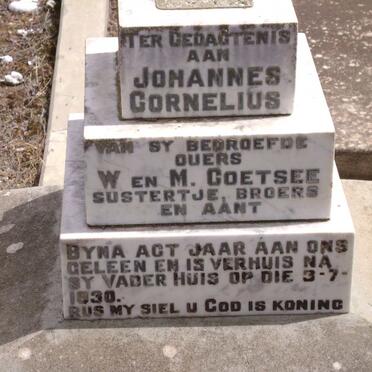 TER GEDAGTENIS
AAN
JOHANNES
CORNELIUS
VAN SY BEDROEFDE
OUERS
W EN M. COETSEE
SUSTERTJE, BROERS
EN AANT
BYNA AGT JAAR AAN ONS
GELEEN EN IS VERHUIS NA
SY VADER HUIS OP DIE 3-7-
1930.
RUS MY SIEL U GOD IS KONING